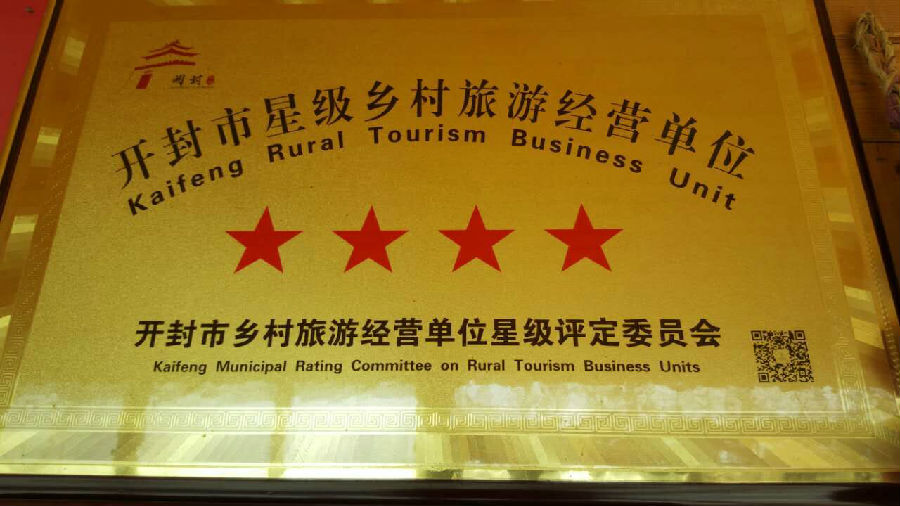 开封
开封市星级乡村旅游经营单位
Kaifeng Rural Tourism Business Unit
开封市乡村旅游经营单位星级评定委员会
Kaifeng Municipal Rating Committee on Rural Tourism Business Units